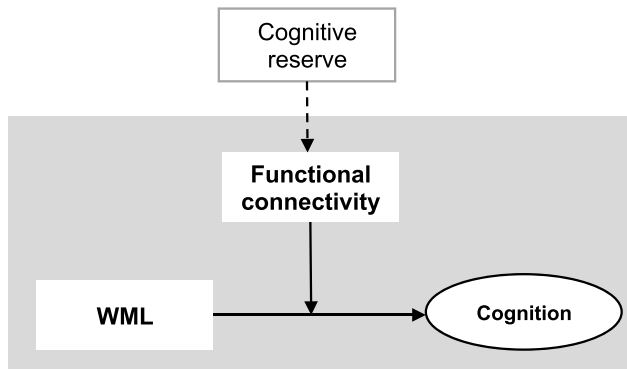 Cognitive
reserve
Functional
connectivity
WML
Cognition